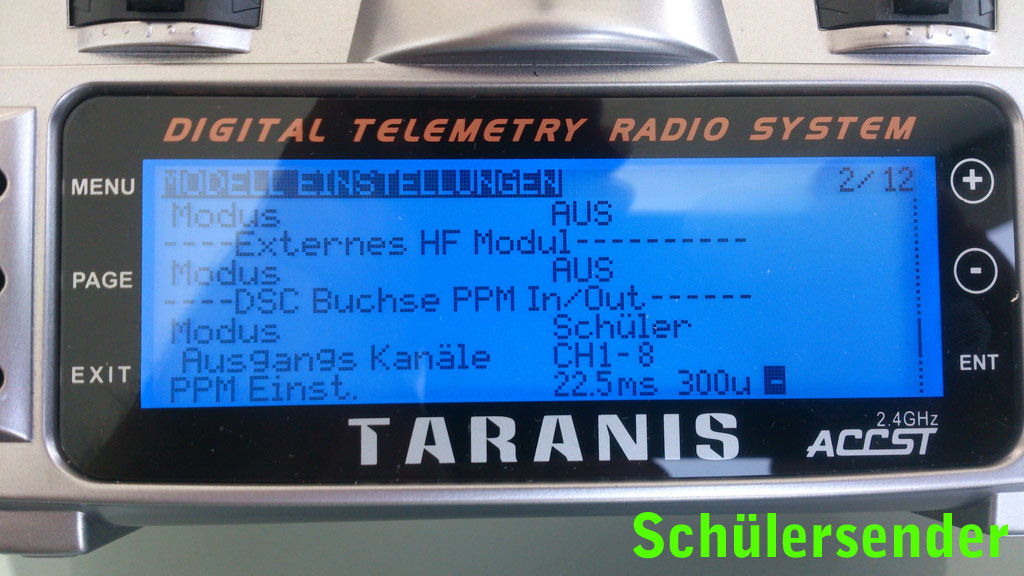 DIGITAL TELEMETRY RADIO SYSTEM
MENU
PAGE
EXIT
MODELL EINSTELLUNGEN 2/12
Modus AUS
----Externes HF Modul----------
Modus AUS
----DSC Buchse PPM In/Out------
Modus Schüler
Ausgangs Kanäle CH1-8
PPM Einst. 22.5ms 300u -
+
-
ENT
TARANIS
2.4GHz
ACCST
Schülersender